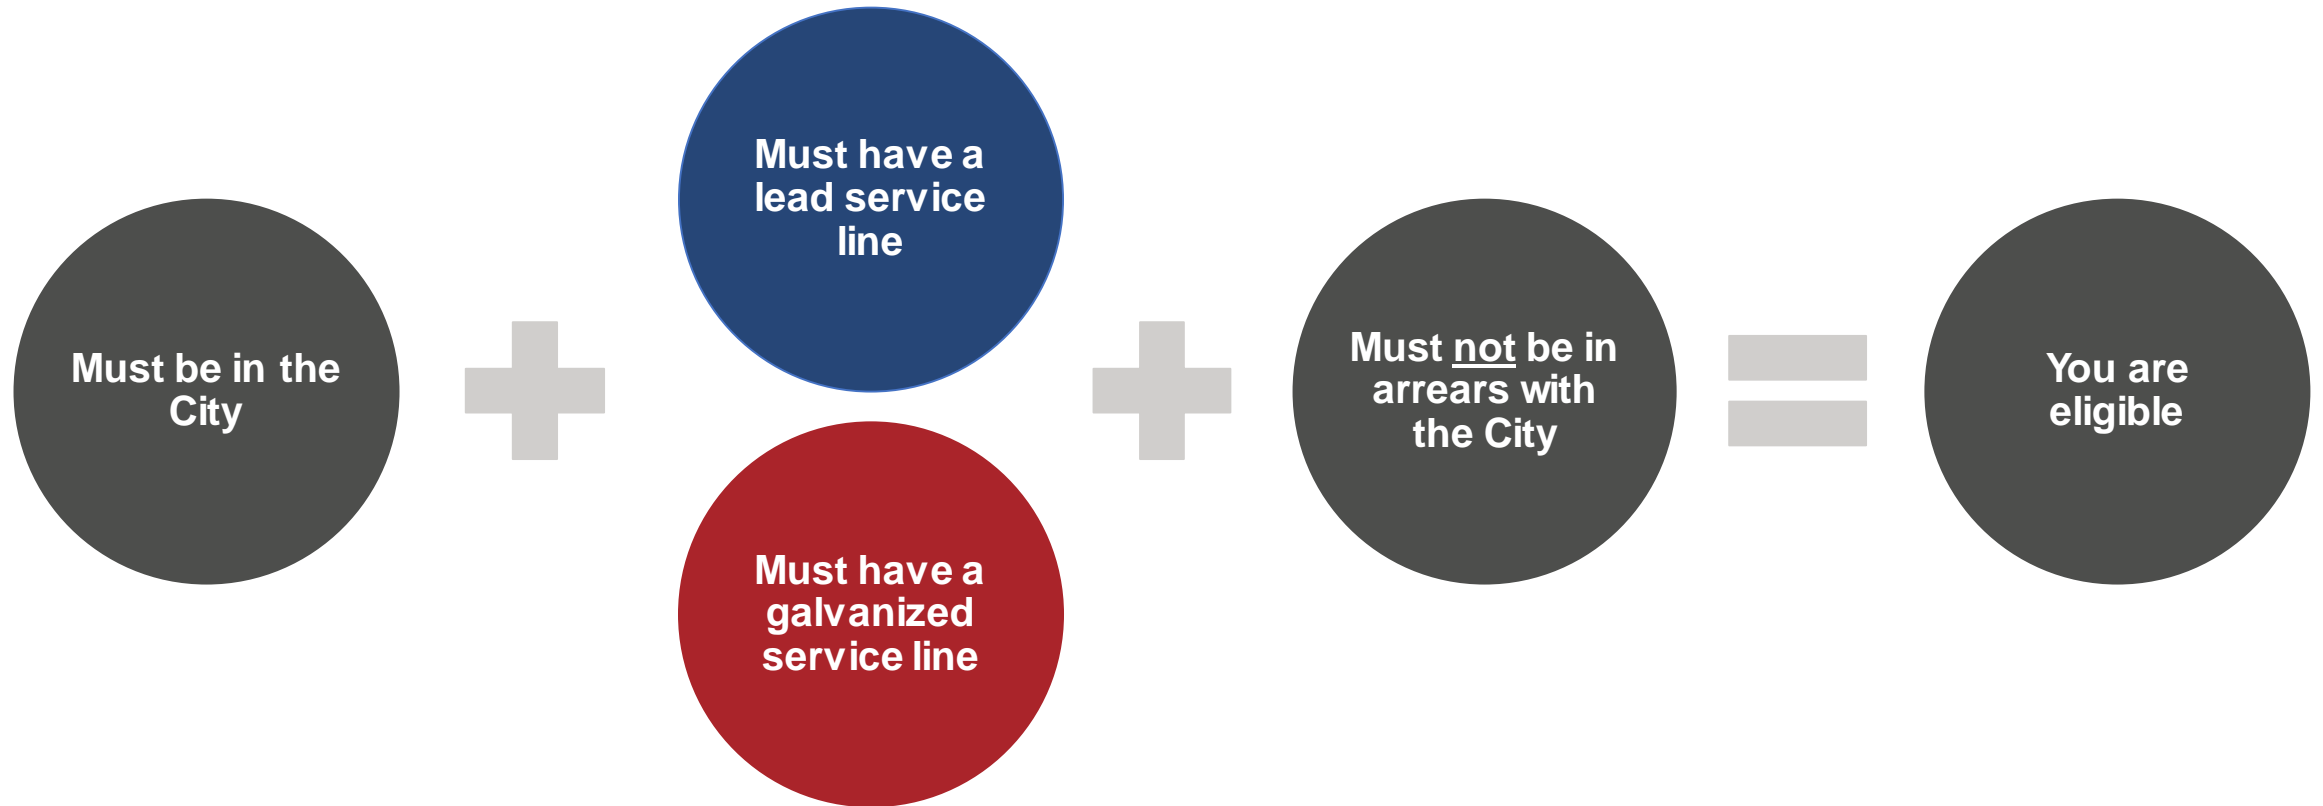 Must be in the
City
Must have a
lead service
line
Must have a
galvanized
service line
Must not be in
arrears with
the City
You are
eligible